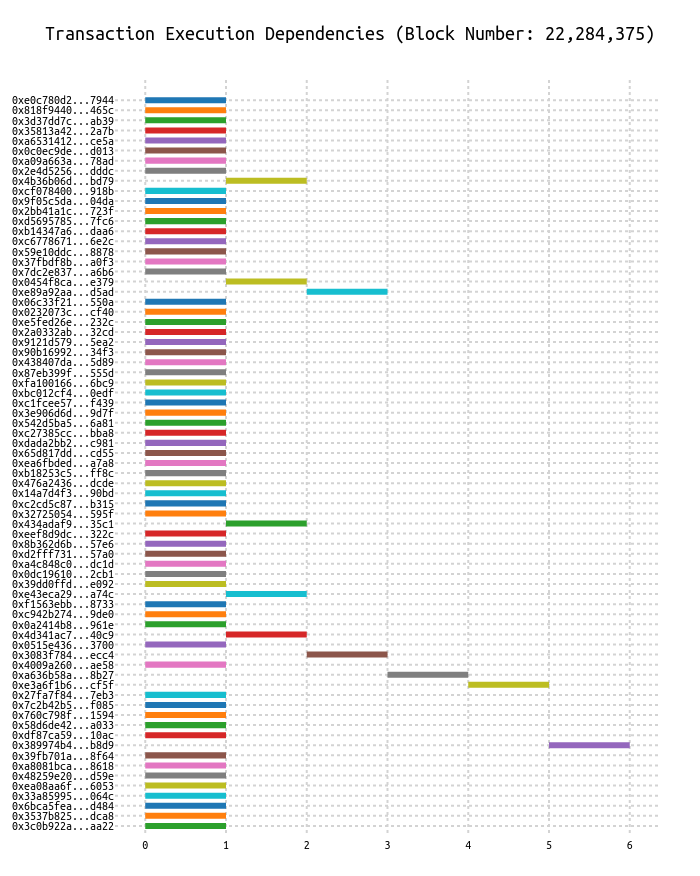 Transaction Execution Dependencies (Block Number: 22,284,375)
0xe0c780d2...7944
0x818f9440...465c
0x3d37dd7c...ab39
0x35813a42...2a7b
0xa6531412...ce5a
0x0c0ec9de...d013
0xa09a663a...78ad
0x2e4d5256...dddc
0x4b36b06d...bd79
0xcf078400...918b
0x9f05c5da...04da
0x2bb41a1c...723f
0xd5695785...7fc6
0xb14347a6...daa6
0xc6778671...6e2c
0x59e10ddc...8878
0x37fbdf8b...a0f3
0x7dc2e837...a6b6
0x0454f8ca...e379
0xe89a92aa...d5ad
0x06c33f21...550a
0x0232073c...cf40
0xe5fed26e...232c
0x2a0332ab...32cd
0x9121d579...5ea2
0x90b16992...34f3
0x438407da...5d89
0x87eb399f...555d
0xfa100166...6bc9
0xbc012cf4...0edf
0xc1fcee57...f439
0x3e906d6d...9d7f
0x542d5ba5...6a81
0xc27385cc...bba8
0xdada2bb2...c981
0x65d817dd...cd55
0xea6fbded...a7a8
0xb18253c5...ff8c
0x476a2436...dcde
0x14a7d4f3...90bd
0xc2cd5c87...b315
0x32725054...595f
0x434adaf9...35c1
0xeef8d9dc...322c
0x8b362d6b...57e6
0xd2fff731...57a0
0xa4c848c0...dc1d
0x0dc19610...2cb1
0x39dd0ffd...e092
0xe43eca29...a74c
0xf1563ebb...8733
0xc942b274...9de0
0x0a2414b8...961e
0x4d341ac7...40c9
0x0515e436...3700
0x3083f784...ecc4
0x4009a260...ae58
0xa636b58a...8b27
0xe3a6f1b6...cf5f
0x27fa7f84...7eb3
0x7c2b42b5...f085
0x760c798f...1594
0x58d6de42...a033
0xdf87ca59...10ac
0x389974b4...b8d9
0x39fb701a...8f64
0xa8081bca...8618
0x48259e20...d59e
0xea08aa6f...6053
0x33a85995...064c
0x6bca5fea...d484
0x3537b825...dca8
0x3c0b922a...aa22
0 1 2 3 4 5 6